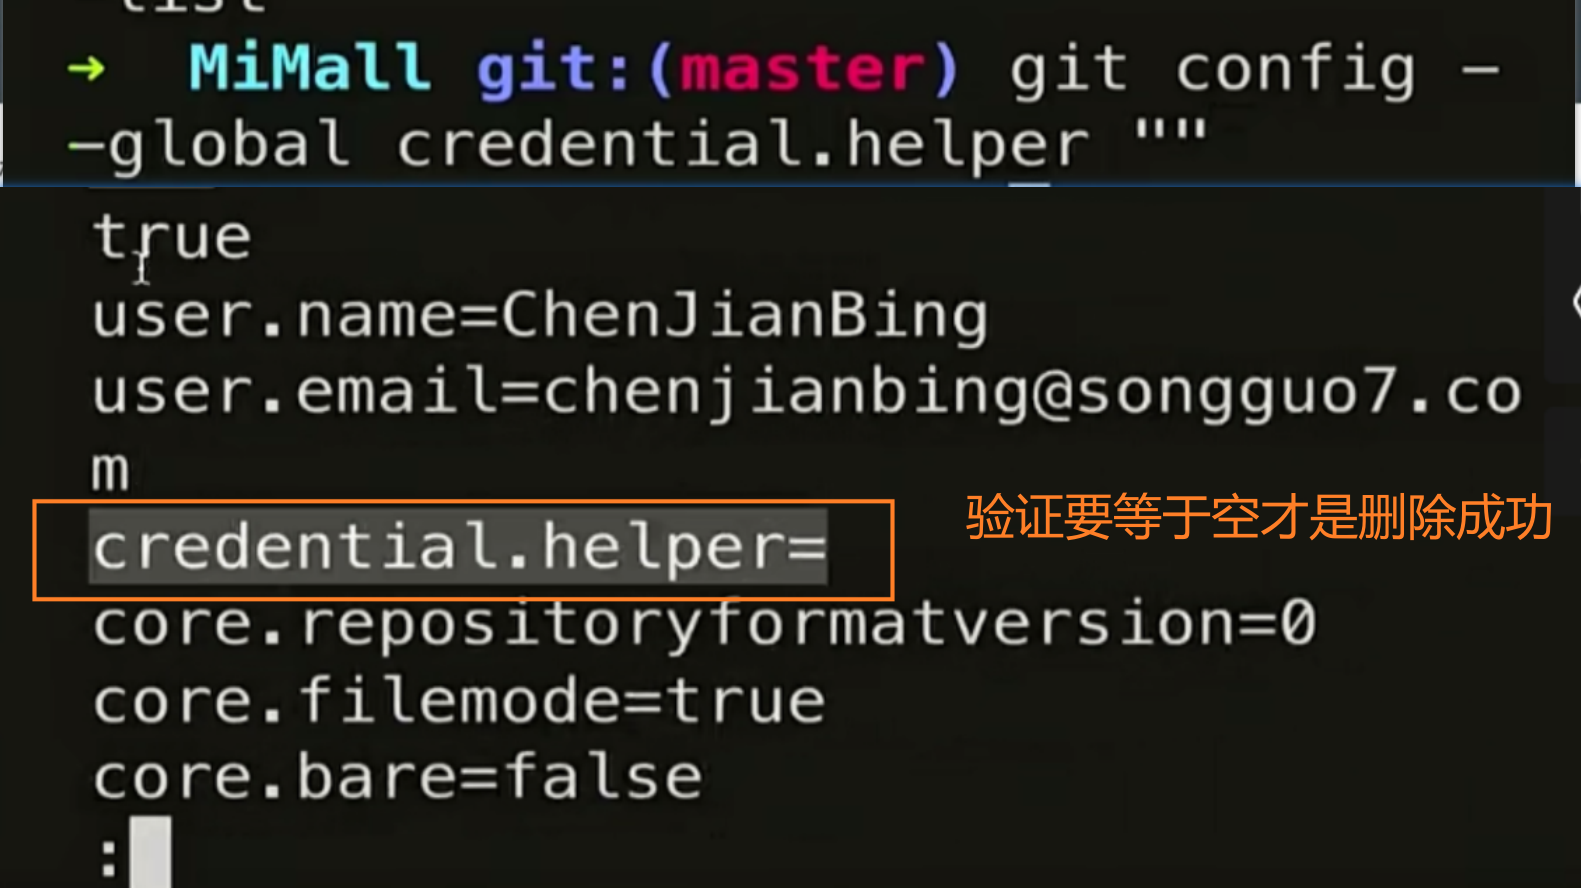 list
➜ MiMall git:(master) git config -
-global credential.helper ""
true
user.name=ChenJianBing
user.email=chenjianbing@songguo7.co
m
credential.helper=
验证要等于空才是删除成功
core.repositoryformatversion=0
core.filemode=true
core.bare=false
: